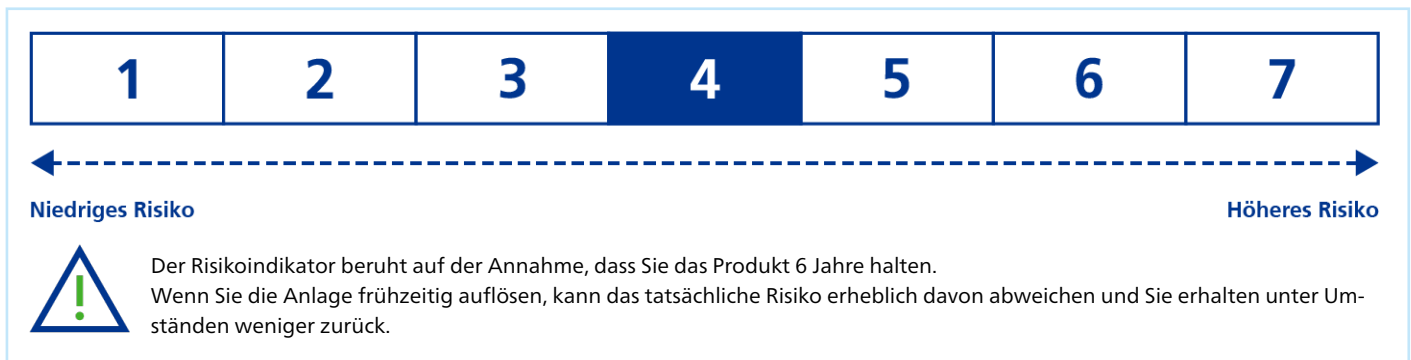 1 2 3 4 5 6 7
Niedriges Risiko Höheres Risiko
Der Risikoindikator beruht auf der Annahme, dass Sie das Produkt 6 Jahre halten.
Wenn Sie die Anlage frühzeitig auflösen, kann das tatsächliche Risiko erheblich davon abweichen und Sie erhalten unter Um-
ständen weniger zurück.